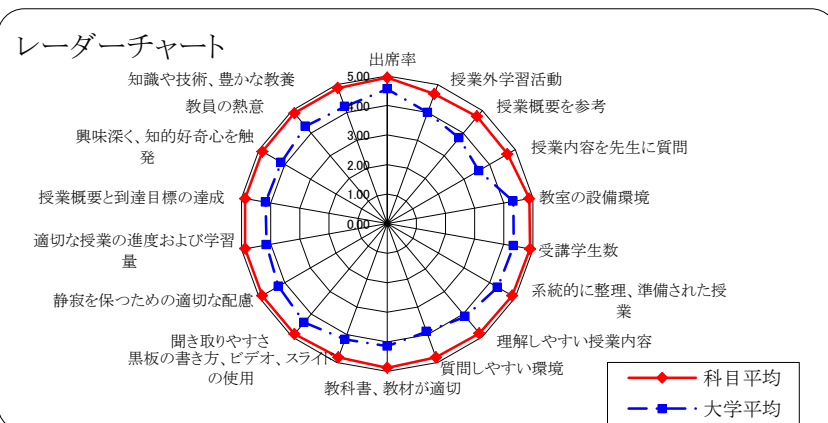 レーダーチャート
出席率
授業外学習活動
授業概要を参考
授業内容を先生に質問
教室の設備環境
受講学生数
系統的に整理、準備された授
業
理解しやすい授業内容
質問しやすい環境
教科書、教材が適切
黒板の書き方、ビデオ、スライド
の使用
聞き取りやすさ
静寂を保つための適切な配慮
適切な授業の進度および学習
量
授業概要と到達目標の達成
興味深く、知的好奇心を触
発
教員の熱意
知識や技術、豊かな教養
5.00
4.00
3.00
2.00
1.00
0.00
科目平均
大学平均